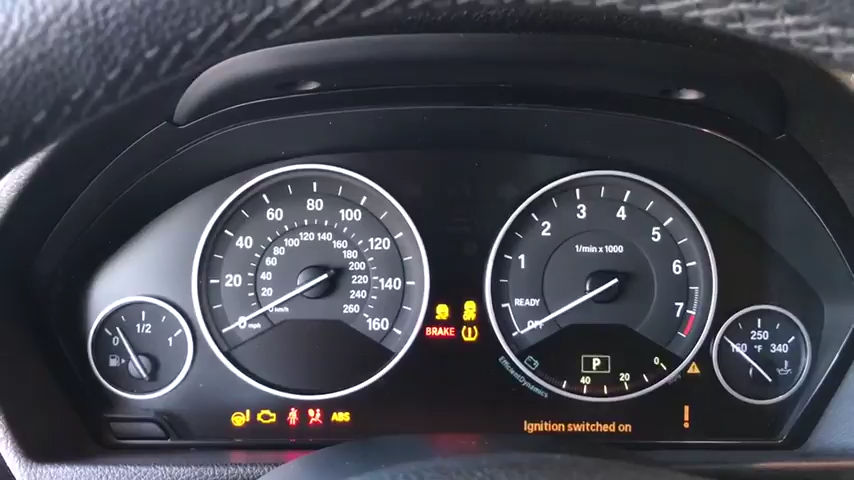 0 1/2 1
0 20 40 60 80 100 120 140 160
mph
km/h
20 40 60 80 100 120 140 160 180 200 220 240 260
BRAKE
OFF
(!)
! ABS
1 2 3 4 5 6 7
1/min x 1000
READY
OFF
EfficientDynamics
P
40 20 0
!
160 250 340
°F
Ignition switched on
!